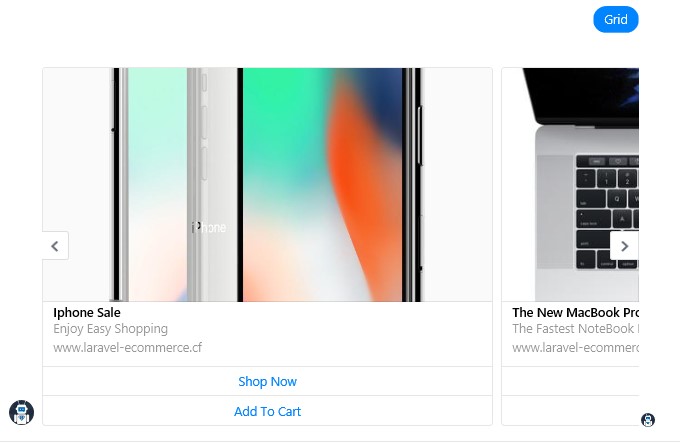 Grid
iPhone
Iphone Sale
Enjoy Easy Shopping
www.laravel-ecommerce.cf
Shop Now
Add To Cart
The New MacBook Pro
The Fastest NoteBook
www.laravel-ecommerc